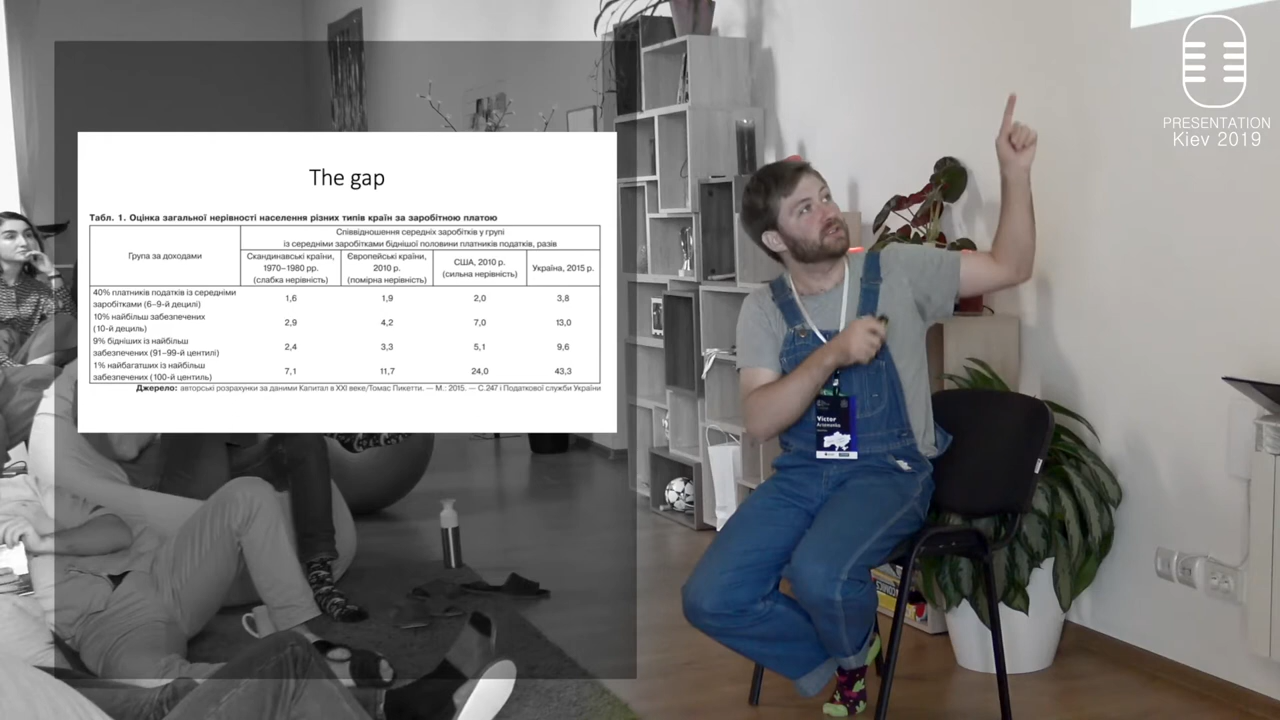 PRESENTATION
Kiev 2019
The gap
Табл. 1. Оцінка загальної нерівності населення різних типів країн за заробітною платою
Група за доходами
Співвідношення середніх заробітків у групі
із середніми заробітками біднішої половини платників податків, разів
Скандинавські країни,
1970–1980 рр.
(слабка нерівність)
Європейські країни,
2010 р.
(помірна нерівність)
США, 2010 р.
(сильна нерівність)
Україна, 2015 р.
40% платників податків із середніми
заробітками (6–9-й децилі)
1,6
1,9
2,0
3,8
10% найбільш забезпечених
(10-й дециль)
2,9
4,2
7,0
13,0
9% бідніших із найбільш
забезпечених (91–99-й центилі)
2,4
3,3
5,1
9,6
1% найбагатших із найбільш
забезпечених (100-й центиль)
7,1
11,7
24,0
43,3
Джерело: авторські розрахунки за даними Капитал в XXI веке/Томас Пикетти. — М.: 2015. — С.247 і Податкової служби України
Victor